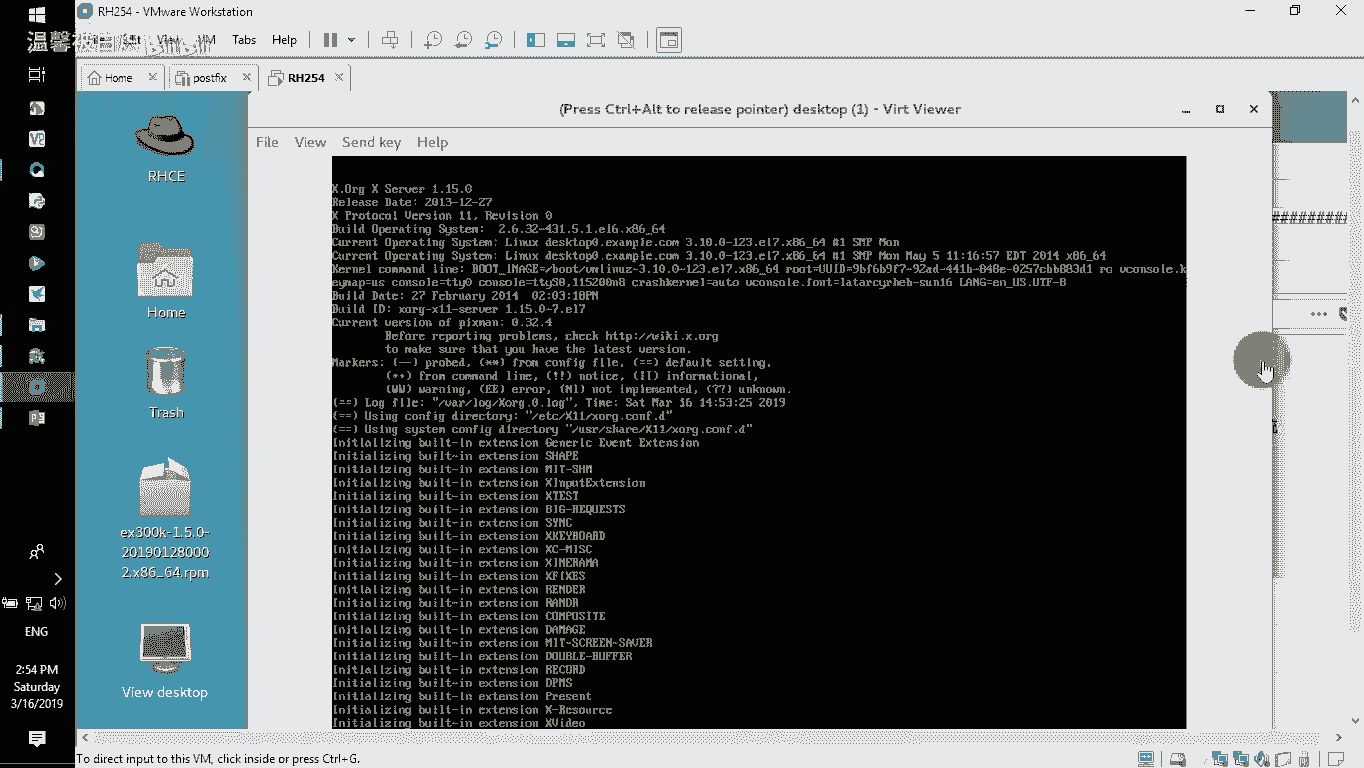 RH254 - VMware Workstation
温馨
Edit View VM Tabs Help
Home
postfix
RH254
(Press Ctrl+Alt to release pointer) desktop (1) - Virt Viewer
File View Send key Help
RHCE
Home
Trash
ex300k-1.5.0-
20190128000
2.x86_64.rpm
View desktop
X.Org X Server 1.15.0
Release Date: 2013-12-27
X Protocol Version 11, Revision 0
Build Operating System: 2.6.32-431.5.1.el6.x86_64
Current Operating System: Linux desktop0.example.com 3.10.0-123.el7.x86_64 #1 SMP Mon
Current Operating System: Linux desktop0.example.com 3.10.0-123.el7.x86_64 #1 SMP Mon May 5 11:16:57 EDT 2014 x86_64
Kernel command line: BOOT_IMAGE=/boot/vmlinuz-3.10.0-123.el7.x86_64 root=UUID=9bf6b9f7-92ad-441b-848e-0257cbb883d1 ro vconsole.k
eymap=us console=tty0 console=ttyS0,115200n8 crashkernel=auto vconsole.font=latarcyrheb-sun16 LANG=en_US.UTF-8
Build Date: 27 February 2014 02:03:10PM
Build ID: xorg-x11-server 1.15.0-7.el7
Current version of pixman: 0.32.4
Before reporting problems, check http://wiki.x.org
to make sure that you have the latest version.
Markers: (--) probed, (**) from config file, (==) default setting,
(++) from command line, (!!) notice, (II) informational,
(WW) warning, (EE) error, (NI) not implemented, (??) unknown.
(==) Log file: "/var/log/Xorg.0.log", Time: Sat Mar 16 14:53:25 2019
(==) Using config directory: "/etc/X11/xorg.conf.d"
(==) Using system config directory "/usr/share/X11/xorg.conf.d"
Initializing built-in extension Generic Event Extension
Initializing built-in extension SHAPE
Initializing built-in extension MIT-SHM
Initializing built-in extension XInputExtension
Initializing built-in extension XTEST
Initializing built-in extension BIG-REQUESTS
Initializing built-in extension SYNC
Initializing built-in extension XKEYBOARD
Initializing built-in extension XC-MISC
Initializing built-in extension XINERAMA
Initializing built-in extension XFIXES
Initializing built-in extension RENDER
Initializing built-in extension RANDR
Initializing built-in extension COMPOSITE
Initializing built-in extension DAMAGE
Initializing built-in extension MIT-SCREEN-SAVER
Initializing built-in extension DOUBLE-BUFFER
Initializing built-in extension RECORD
Initializing built-in extension DPMS
Initializing built-in extension Present
Initializing built-in extension X-Resource
Initializing built-in extension XVideo
##########
ENG
2:54 PM
Saturday
3/16/2019
To direct input to this VM, click inside or press Ctrl+G.